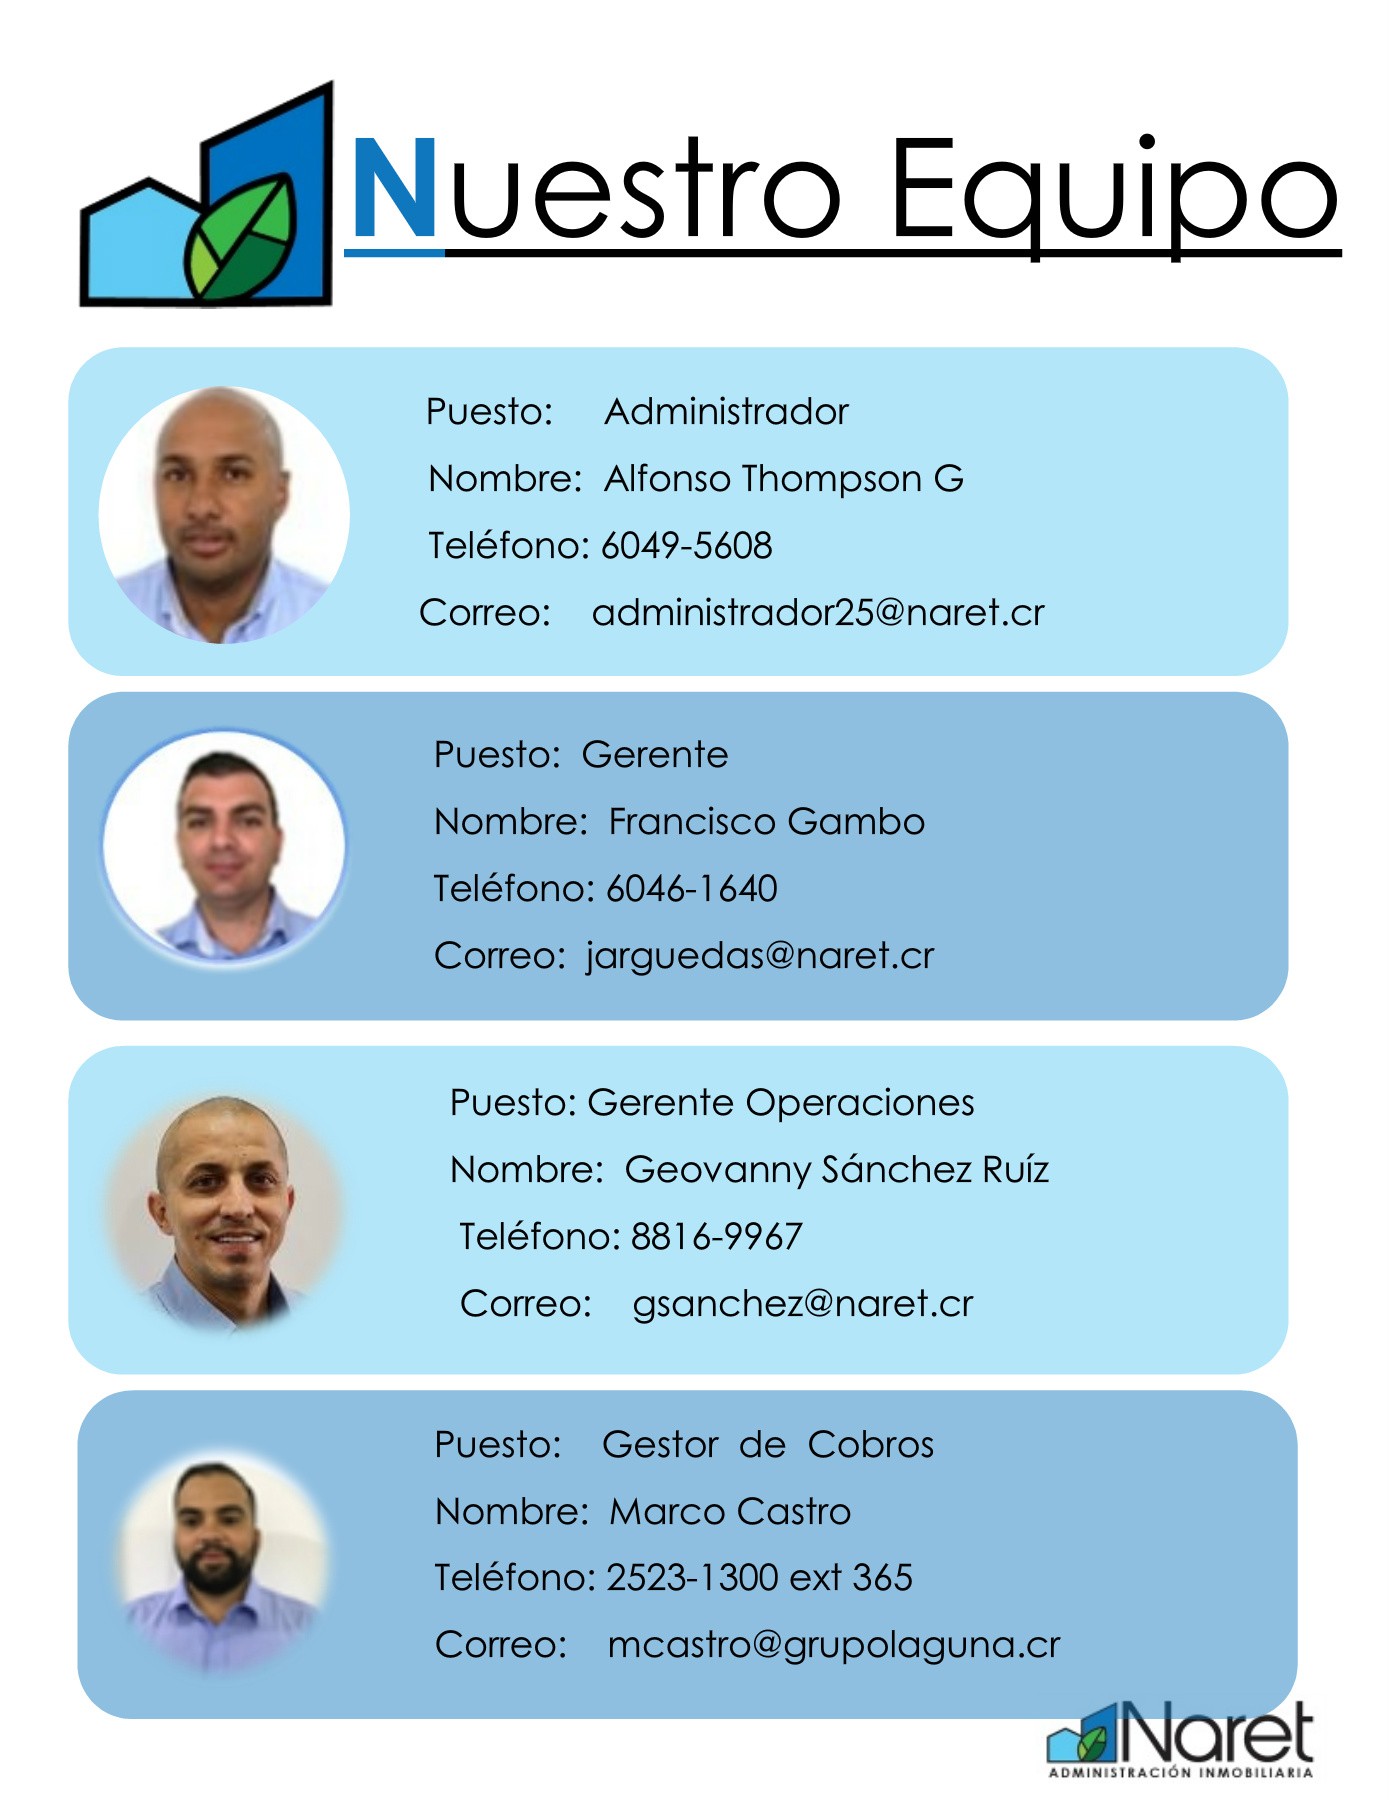 Nuestro Equipo
Puesto: Administrador
Nombre: Alfonso Thompson G
Teléfono: 6049-5608
Correo: administrador25@naret.cr
Puesto: Gerente
Nombre: Francisco Gambo
Teléfono: 6046-1640
Correo: jarguedas@naret.cr
Puesto: Gerente Operaciones
Nombre: Geovanny Sánchez Ruíz
Teléfono: 8816-9967
Correo: gsanchez@naret.cr
Puesto: Gestor de Cobros
Nombre: Marco Castro
Teléfono: 2523-1300 ext 365
Correo: mcastro@grupolaguna.cr
Naret
ADMINISTRACIÓN INMOBILIARIA